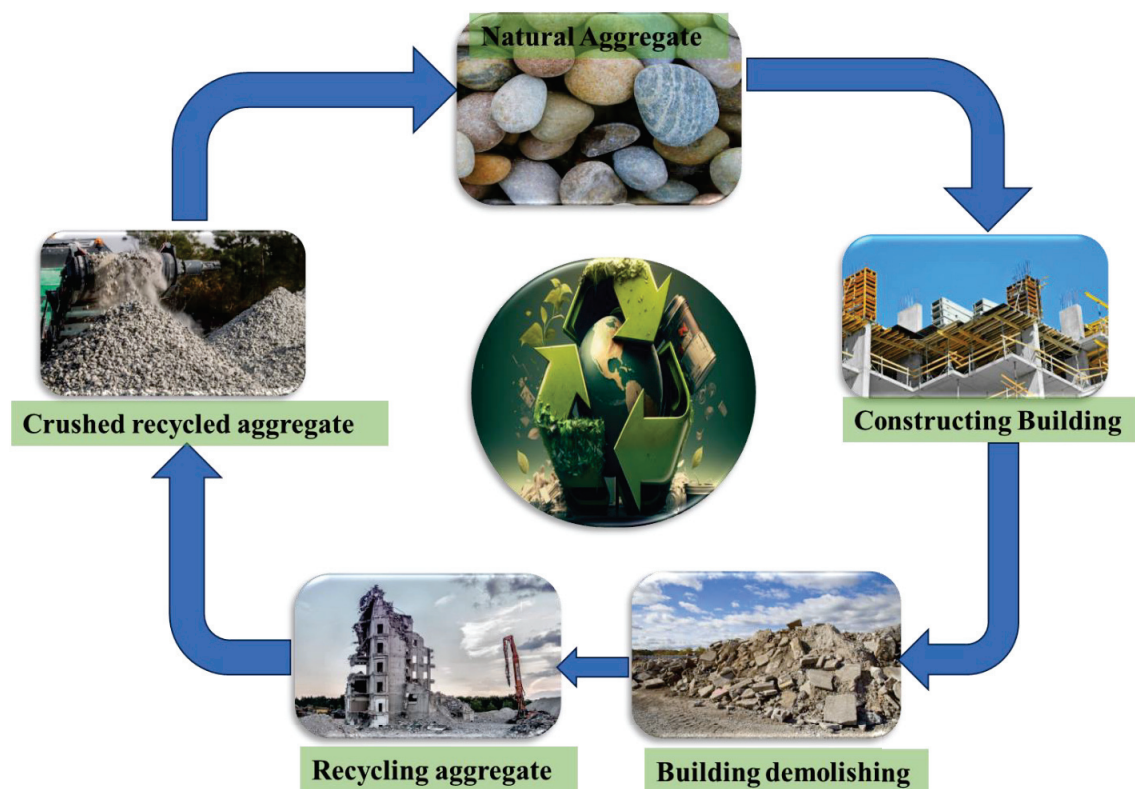 Natural Aggregate
Constructing Building
Building demolishing
Recycling aggregate
Crushed recycled aggregate